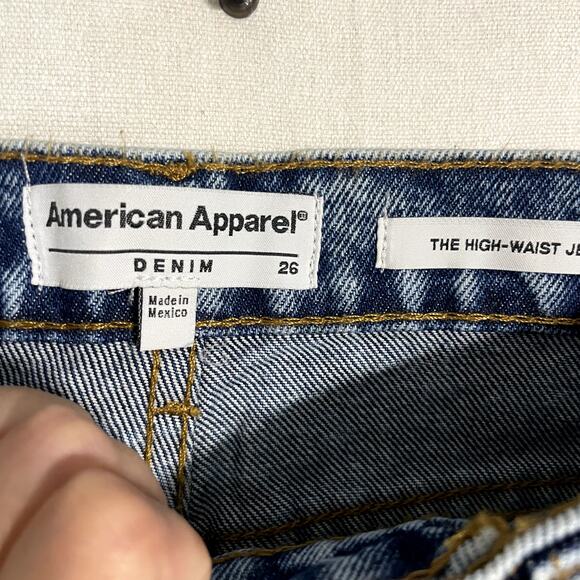 American Apparel®
DENIM 26
Made in
Mexico
THE HIGH-WAIST JE